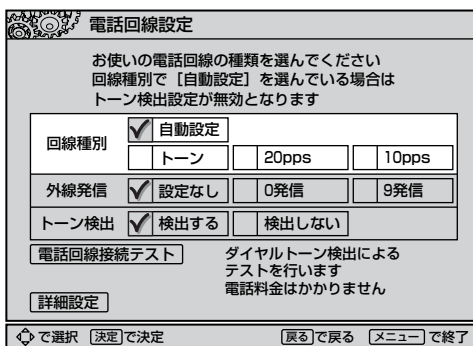 電話回線設定
お使いの電話回線の種類を選んでください
回線種別で［自動設定］を選んでいる場合は
トーン検出設定が無効となります
回線種別 自動設定
トーン 20pps 10pps
外線発信 設定なし 0発信 9発信
トーン検出 検出する 検出しない
電話回線接続テスト ダイヤルトーン検出による
テストを行います
電話料金はかかりません
詳細設定
で選択 決定で決定 戻るで戻る メニューで終了